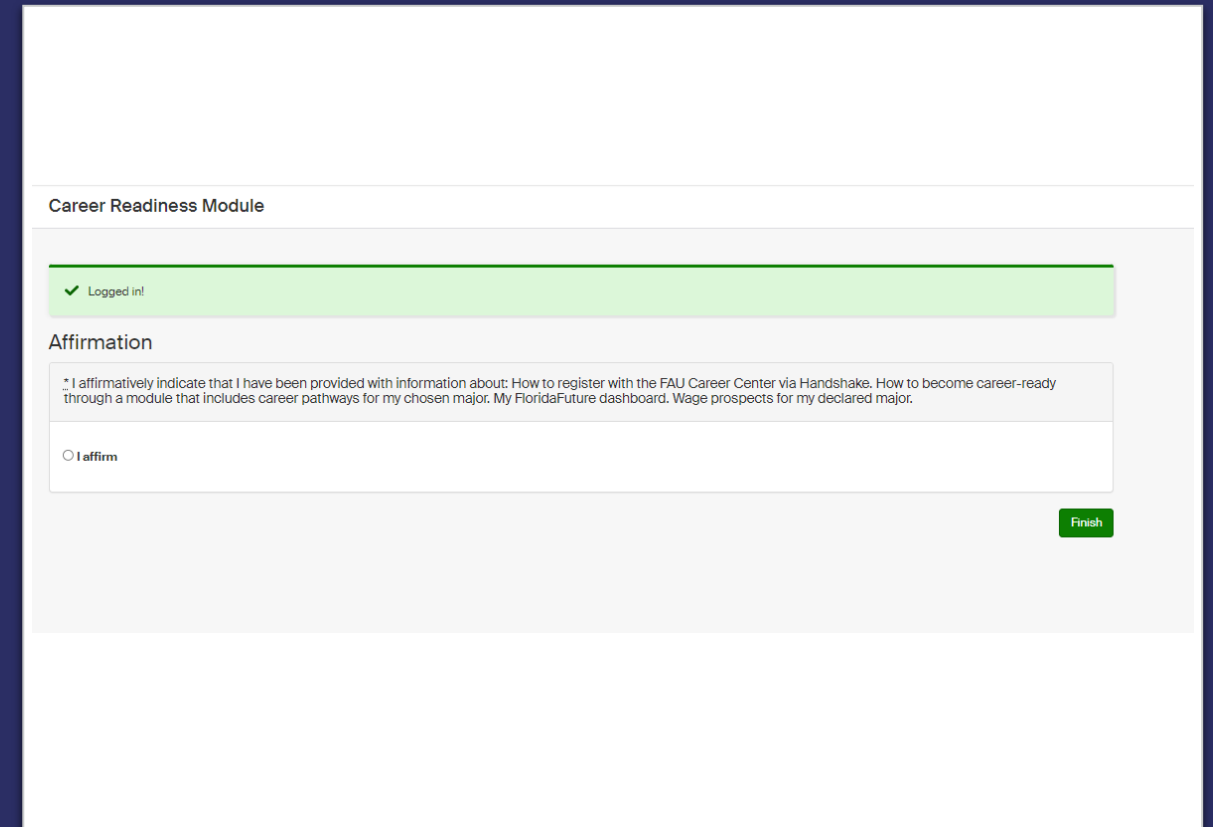 Career Readiness Module
Logged in!
Affirmation
* I affirmatively indicate that I have been provided with information about: How to register with the FAU Career Center via Handshake. How to become career-ready
through a module that includes career pathways for my chosen major. My FloridaFuture dashboard. Wage prospects for my declared major.
I affirm
Finish